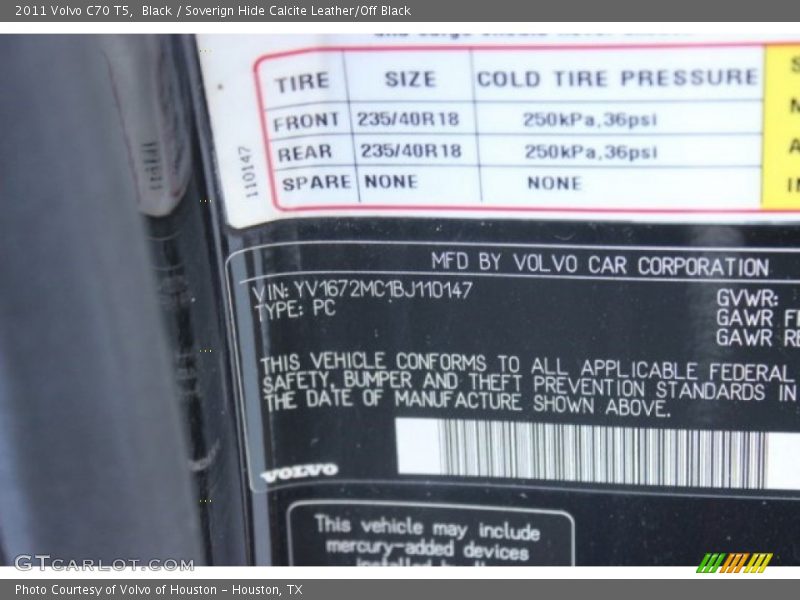 2011 Volvo C70 T5, Black / Soverign Hide Calcite Leather/Off Black
TIRE SIZE COLD TIRE PRESSURE
FRONT 235/40R18 250kPa,36psi
REAR 235/40R18 250kPa,36psi
SPARE NONE NONE
110147
MFD BY VOLVO CAR CORPORATION
VIN: YV1672MC1BJ110147
TYPE: PC
GVWR:
GAWR
GAWR
THIS VEHICLE CONFORMS TO ALL APPLICABLE FEDERAL
SAFETY, BUMPER AND THEFT PREVENTION STANDARDS IN
THE DATE OF MANUFACTURE SHOWN ABOVE.
VOLVO
This vehicle may include
mercury-added devices
GTCARLOT.COM
Photo Courtesy of Volvo of Houston - Houston, TX